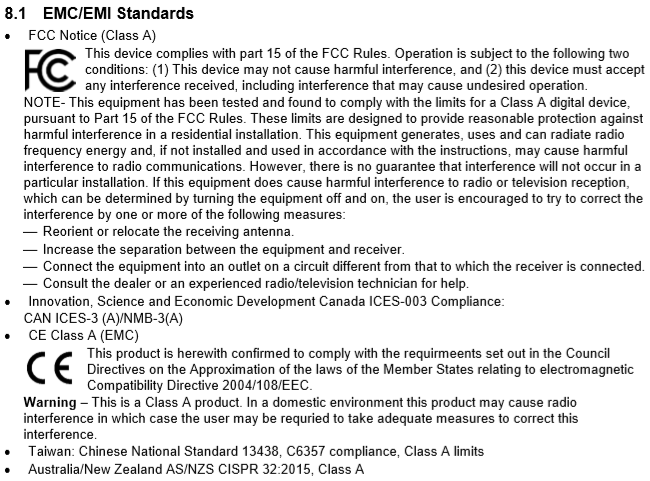 8.1 EMC/EMI Standards
• FCC Notice (Class A)
FC This device complies with part 15 of the FCC Rules. Operation is subject to the following two
conditions: (1) This device may not cause harmful interference, and (2) this device must accept
any interference received, including interference that may cause undesired operation.
NOTE- This equipment has been tested and found to comply with the limits for a Class A digital device,
pursuant to Part 15 of the FCC Rules. These limits are designed to provide reasonable protection against
harmful interference in a residential installation. This equipment generates, uses and can radiate radio
frequency energy and, if not installed and used in accordance with the instructions, may cause harmful
interference to radio communications. However, there is no guarantee that interference will not occur in a
particular installation. If this equipment does cause harmful interference to radio or television reception,
which can be determined by turning the equipment off and on, the user is encouraged to try to correct the
interference by one or more of the following measures:
— Reorient or relocate the receiving antenna.
— Increase the separation between the equipment and receiver.
— Connect the equipment into an outlet on a circuit different from that to which the receiver is connected.
— Consult the dealer or an experienced radio/television technician for help.
• Innovation, Science and Economic Development Canada ICES-003 Compliance:
CAN ICES-3 (A)/NMB-3(A)
• CE Class A (EMC)
CE This product is herewith confirmed to comply with the requirmeents set out in the Council
Directives on the Approximation of the laws of the Member States relating to electromagnetic
Compatibility Directive 2004/108/EEC.
Warning – This is a Class A product. In a domestic environment this product may cause radio
interference in which case the user may be requried to take adequate measures to correct this
interference.
• Taiwan: Chinese National Standard 13438, C6357 compliance, Class A limits
• Australia/New Zealand AS/NZS CISPR 32:2015, Class A